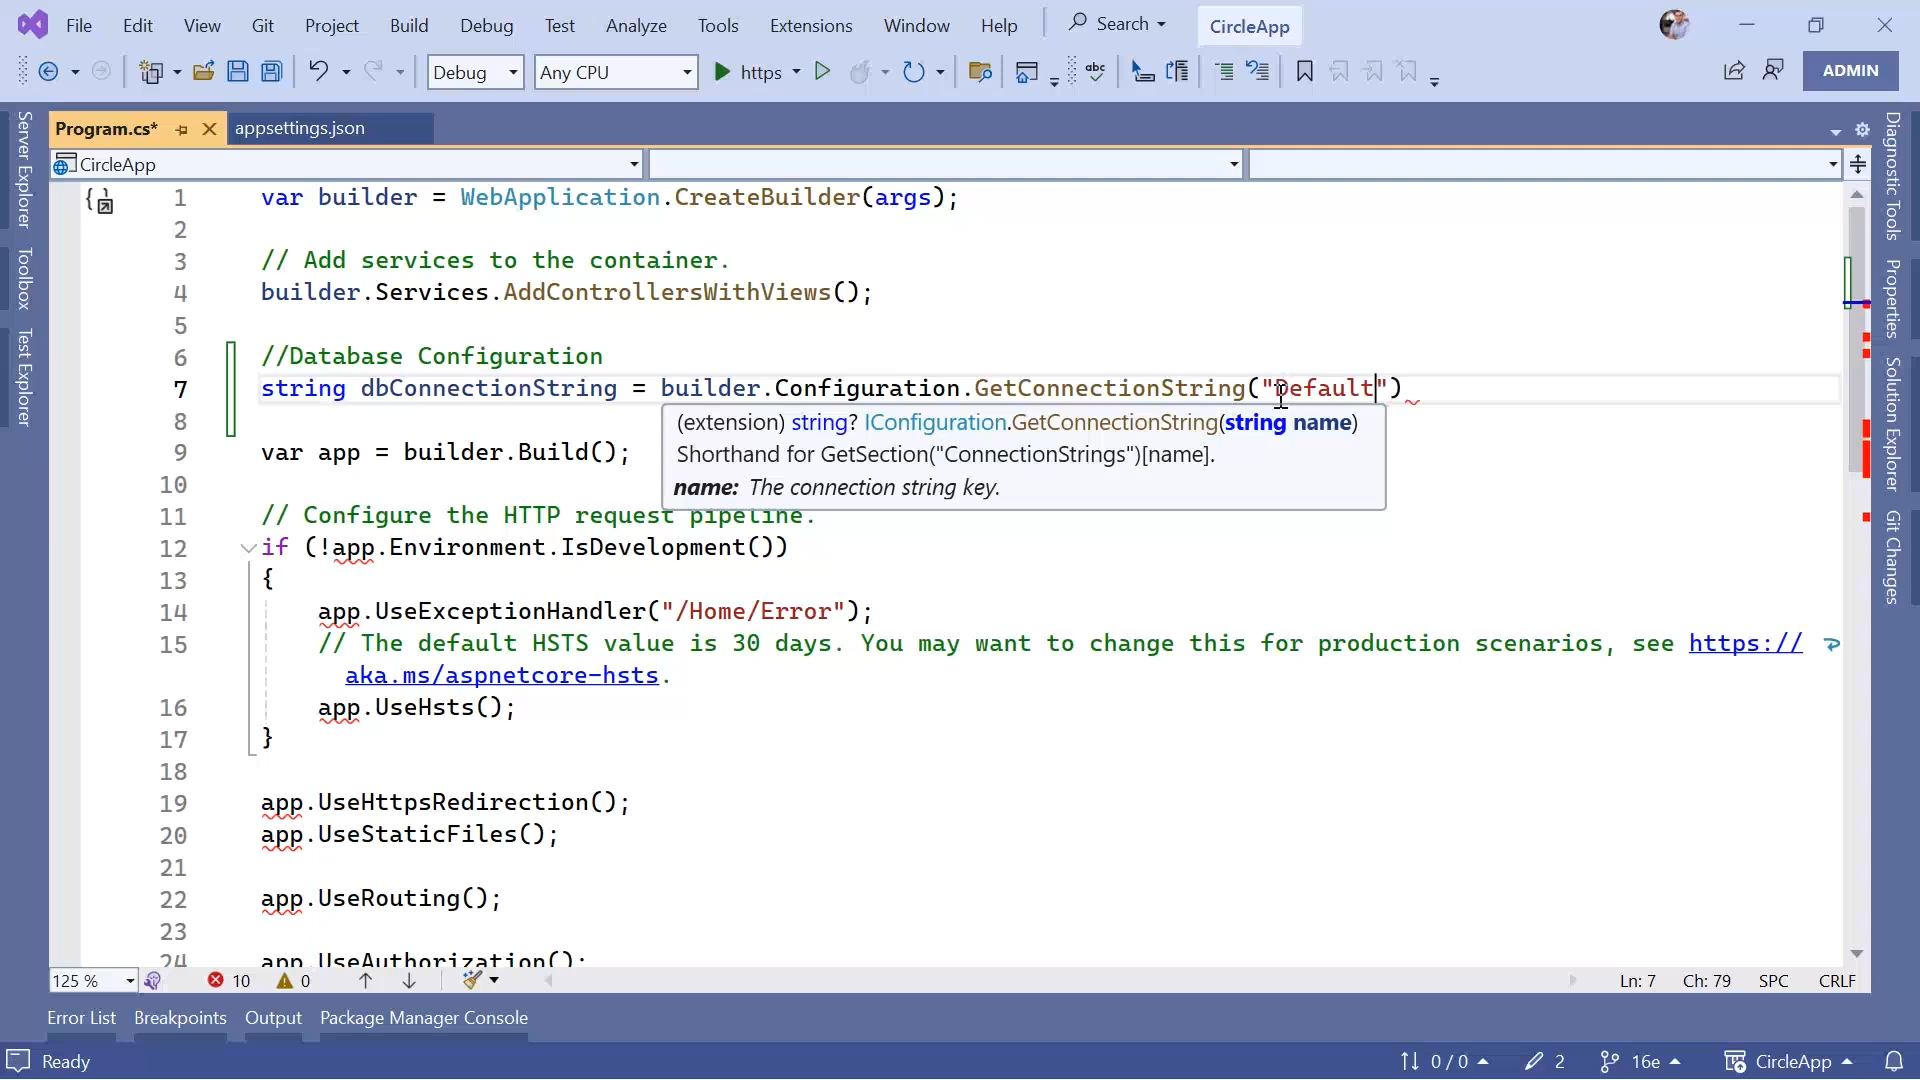 File Edit View Git Project Build Debug Test Analyze Tools Extensions Window Help Search CircleApp
Debug Any CPU https ADMIN
Program.cs* appsettings.json
CircleApp
Server Explorer
Toolbox
Test Explorer
1 var builder = WebApplication.CreateBuilder(args);
2
3 // Add services to the container.
4 builder.Services.AddControllersWithViews();
5
6 //Database Configuration
7 string dbConnectionString = builder.Configuration.GetConnectionString("Default")
(extension) string? IConfiguration.GetConnectionString(string name)
Shorthand for GetSection("ConnectionStrings")[name].
name: The connection string key.
8
9 var app = builder.Build();
10
11 // Configure the HTTP request pipeline.
12 if (!app.Environment.IsDevelopment())
13 {
14 app.UseExceptionHandler("/Home/Error");
15 // The default HSTS value is 30 days. You may want to change this for production scenarios, see https://
aka.ms/aspnetcore-hsts.
16 app.UseHsts();
17 }
18
19 app.UseHttpsRedirection();
20 app.UseStaticFiles();
21
22 app.UseRouting();
23
24 app.UseAuthorization();
Diagnostic Tools
Properties
Solution Explorer
Git Changes
125 % 10 0 Ln: 7 Ch: 79 SPC CRLF
Error List Breakpoints Output Package Manager Console
Ready 0 / 0 2 16e CircleApp